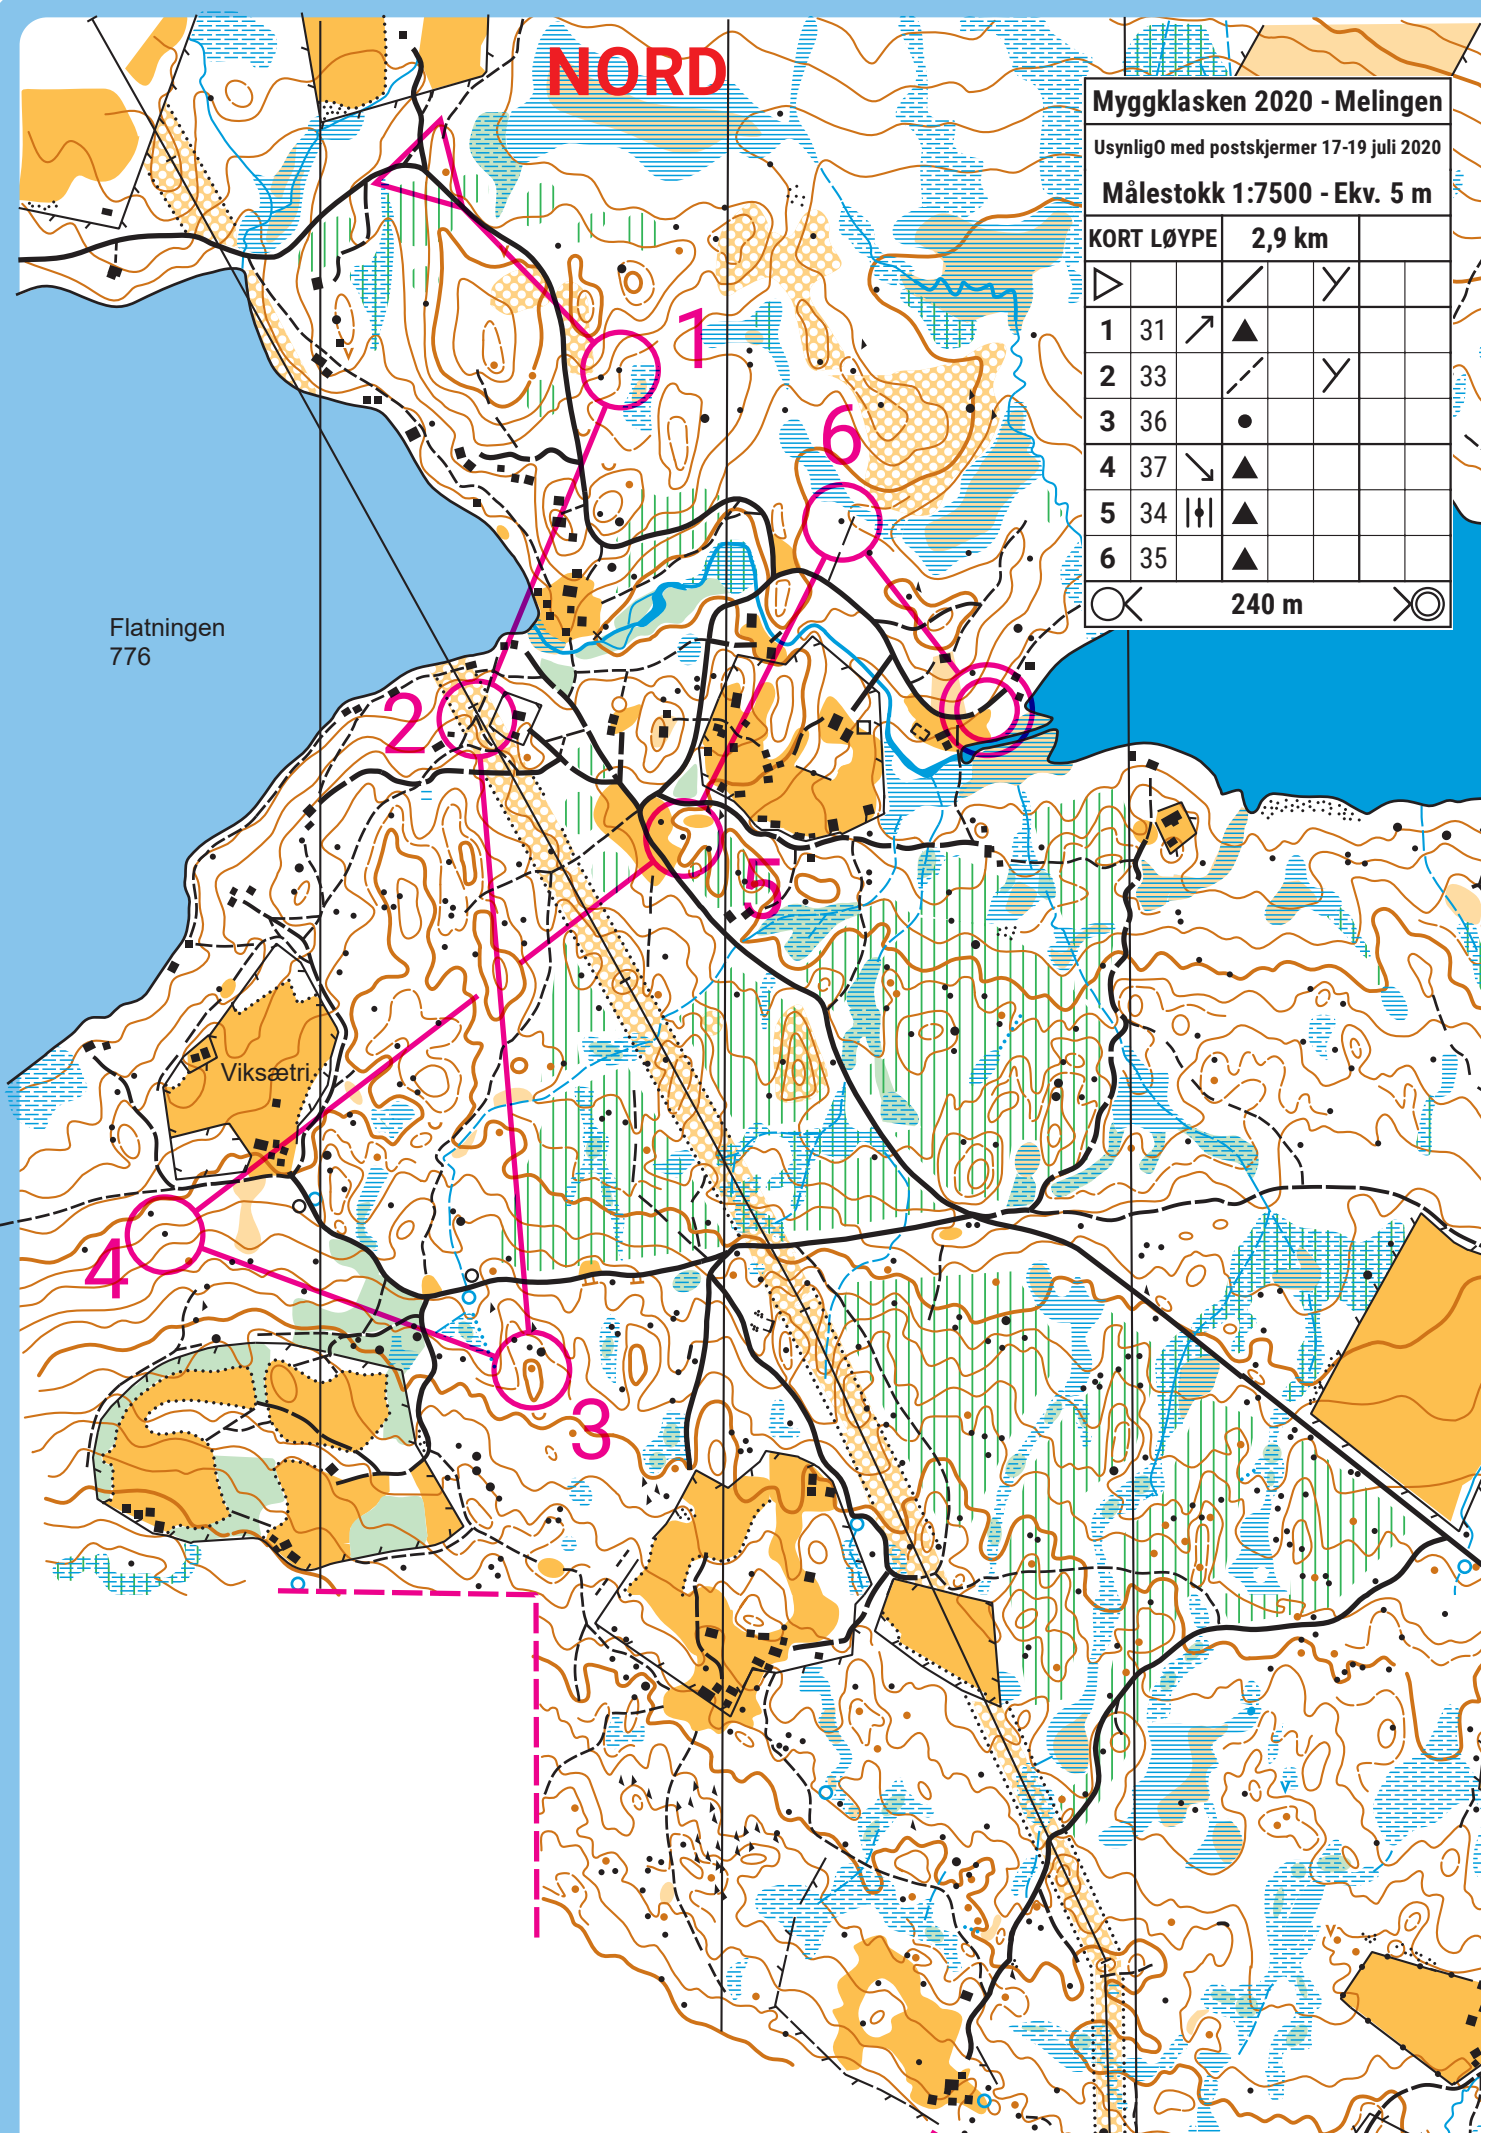 NORD
Myggklasken 2020 - Melingen
UsynligO med postskjermer 17-19 juli 2020
Målestokk 1:7500 - Ekv. 5 m
KORT LØYPE 2,9 km
1 31
2 33
3 36
4 37
5 34
6 35
240 m
1
6
Flatningen
776
2
5
Viksætri
4
3